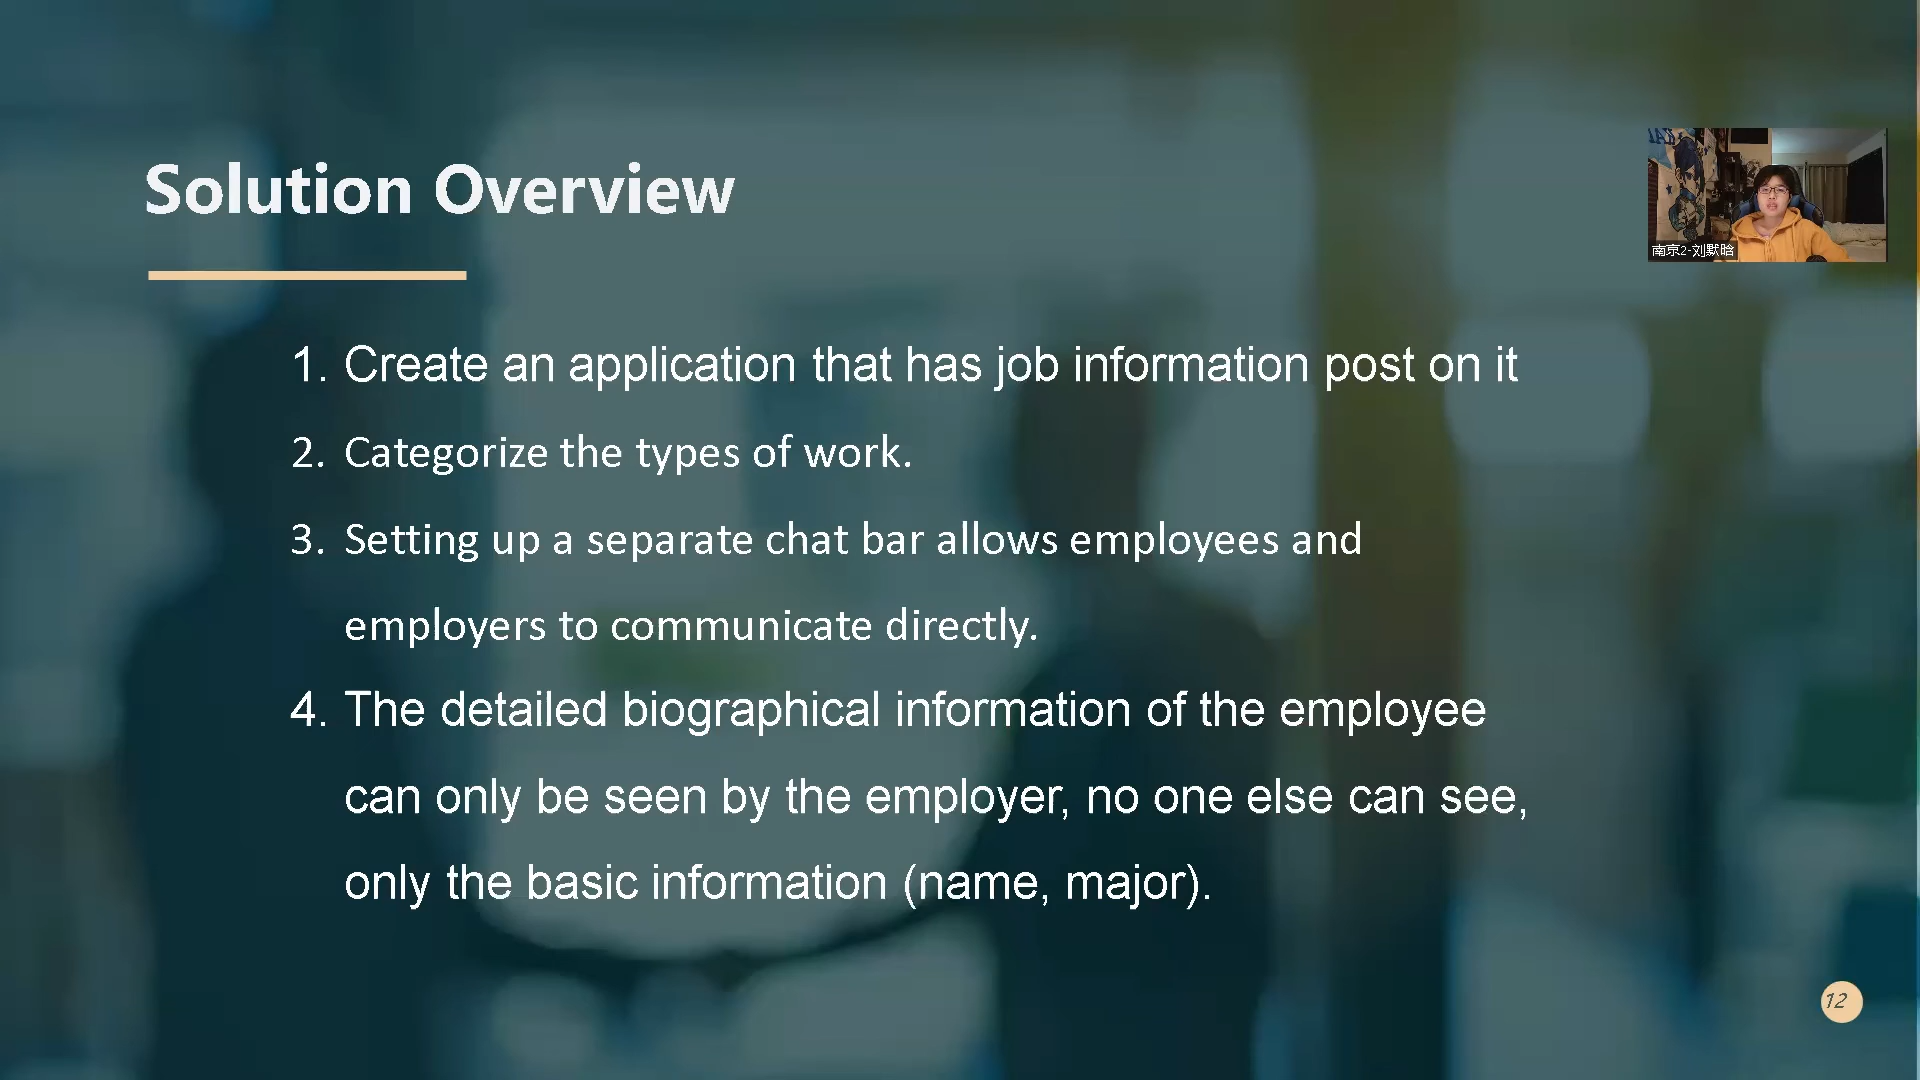 Solution Overview
南京2-刘默晗
1. Create an application that has job information post on it
2. Categorize the types of work.
3. Setting up a separate chat bar allows employees and
employers to communicate directly.
4. The detailed biographical information of the employee
can only be seen by the employer, no one else can see,
only the basic information (name, major).
12